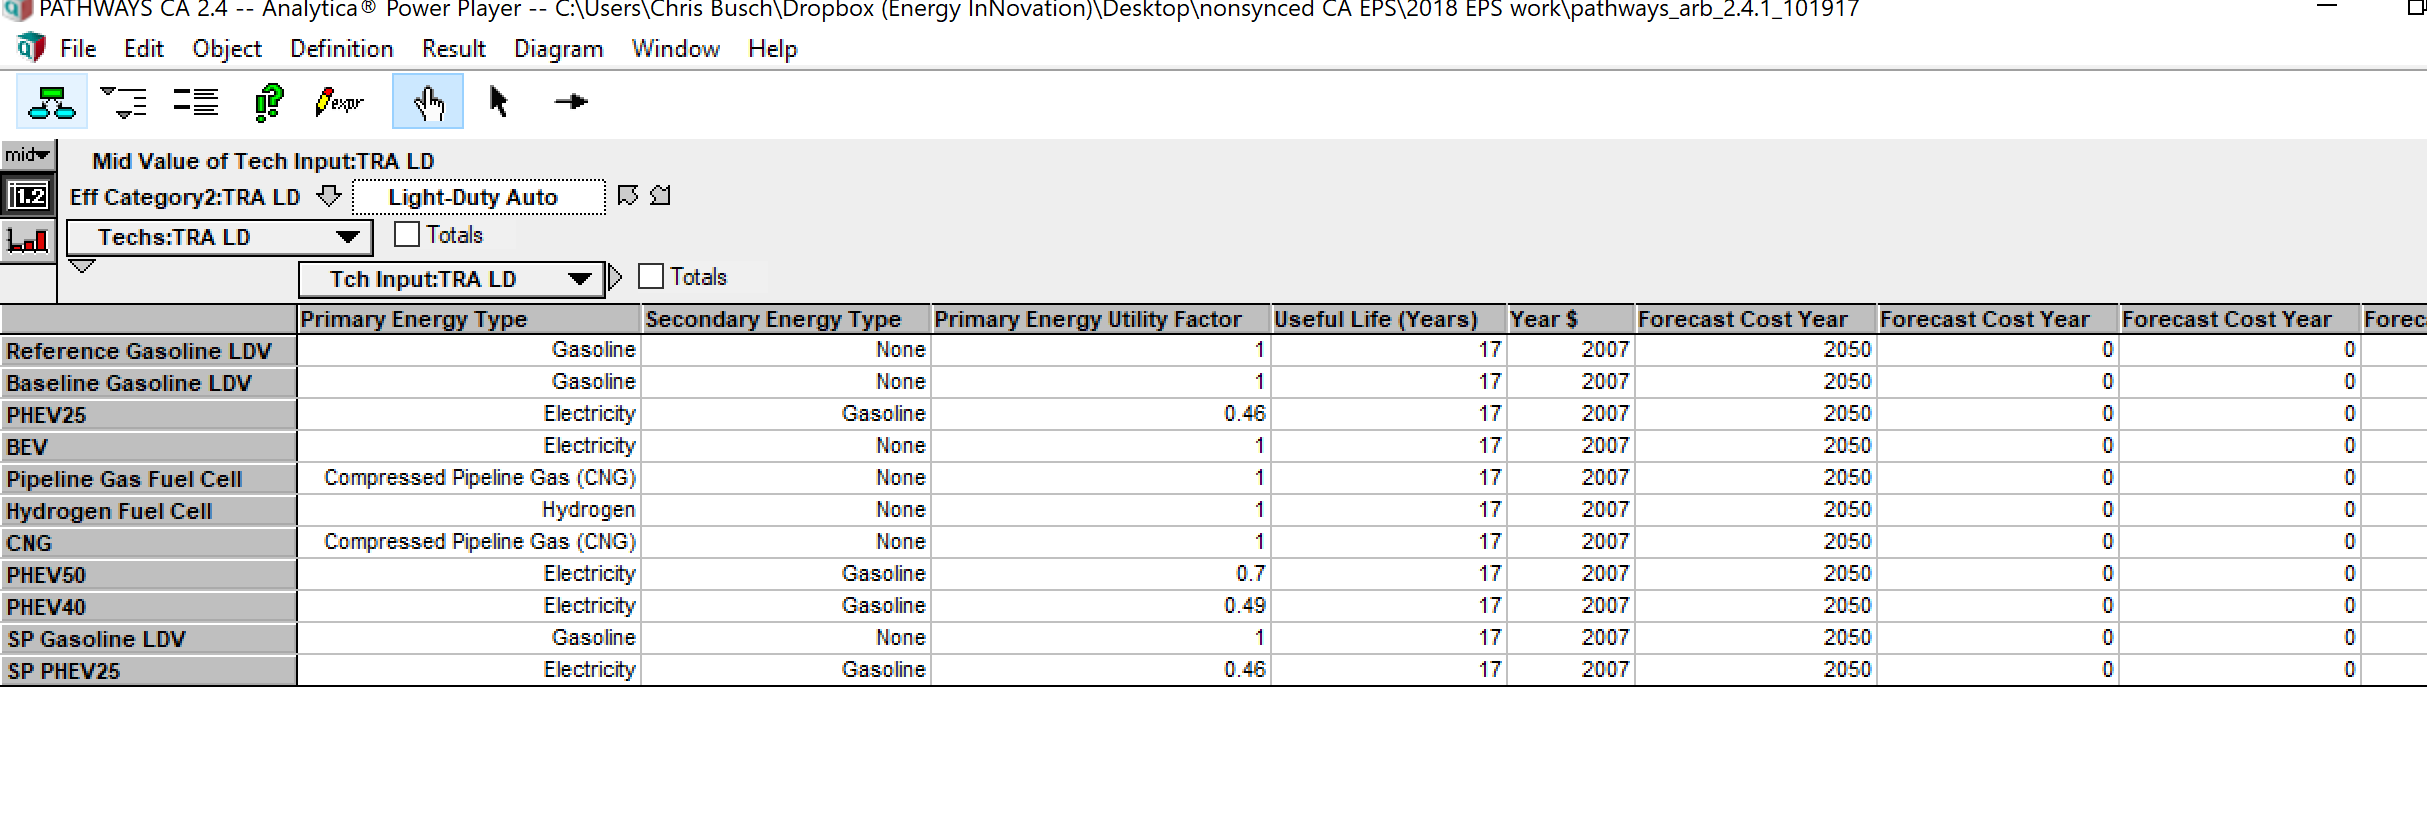 PATHWAYS CA 2.4 -- Analytica® Power Player -- C:\Users\Chris Busch\Dropbox (Energy InNovation)\Desktop\nonsynced CA EPS\2018 EPS work\pathways_arb_2.4.1_101917
File Edit Object Definition Result Diagram Window Help
expr
mid Mid Value of Tech Input:TRA LD
1.2 Eff Category2:TRA LD Light-Duty Auto
Techs:TRA LD Totals
Tch Input:TRA LD Totals
Primary Energy Type Secondary Energy Type Primary Energy Utility Factor Useful Life (Years) Year $ Forecast Cost Year Forecast Cost Year Forecast Cost Year Forec
Reference Gasoline LDV Gasoline None 1 17 2007 2050 0 0
Baseline Gasoline LDV Gasoline None 1 17 2007 2050 0 0
PHEV25 Electricity Gasoline 0.46 17 2007 2050 0 0
BEV Electricity None 1 17 2007 2050 0 0
Pipeline Gas Fuel Cell Compressed Pipeline Gas (CNG) None 1 17 2007 2050 0 0
Hydrogen Fuel Cell Hydrogen None 1 17 2007 2050 0 0
CNG Compressed Pipeline Gas (CNG) None 1 17 2007 2050 0 0
PHEV50 Electricity Gasoline 0.7 17 2007 2050 0 0
PHEV40 Electricity Gasoline 0.49 17 2007 2050 0 0
SP Gasoline LDV Gasoline None 1 17 2007 2050 0 0
SP PHEV25 Electricity Gasoline 0.46 17 2007 2050 0 0